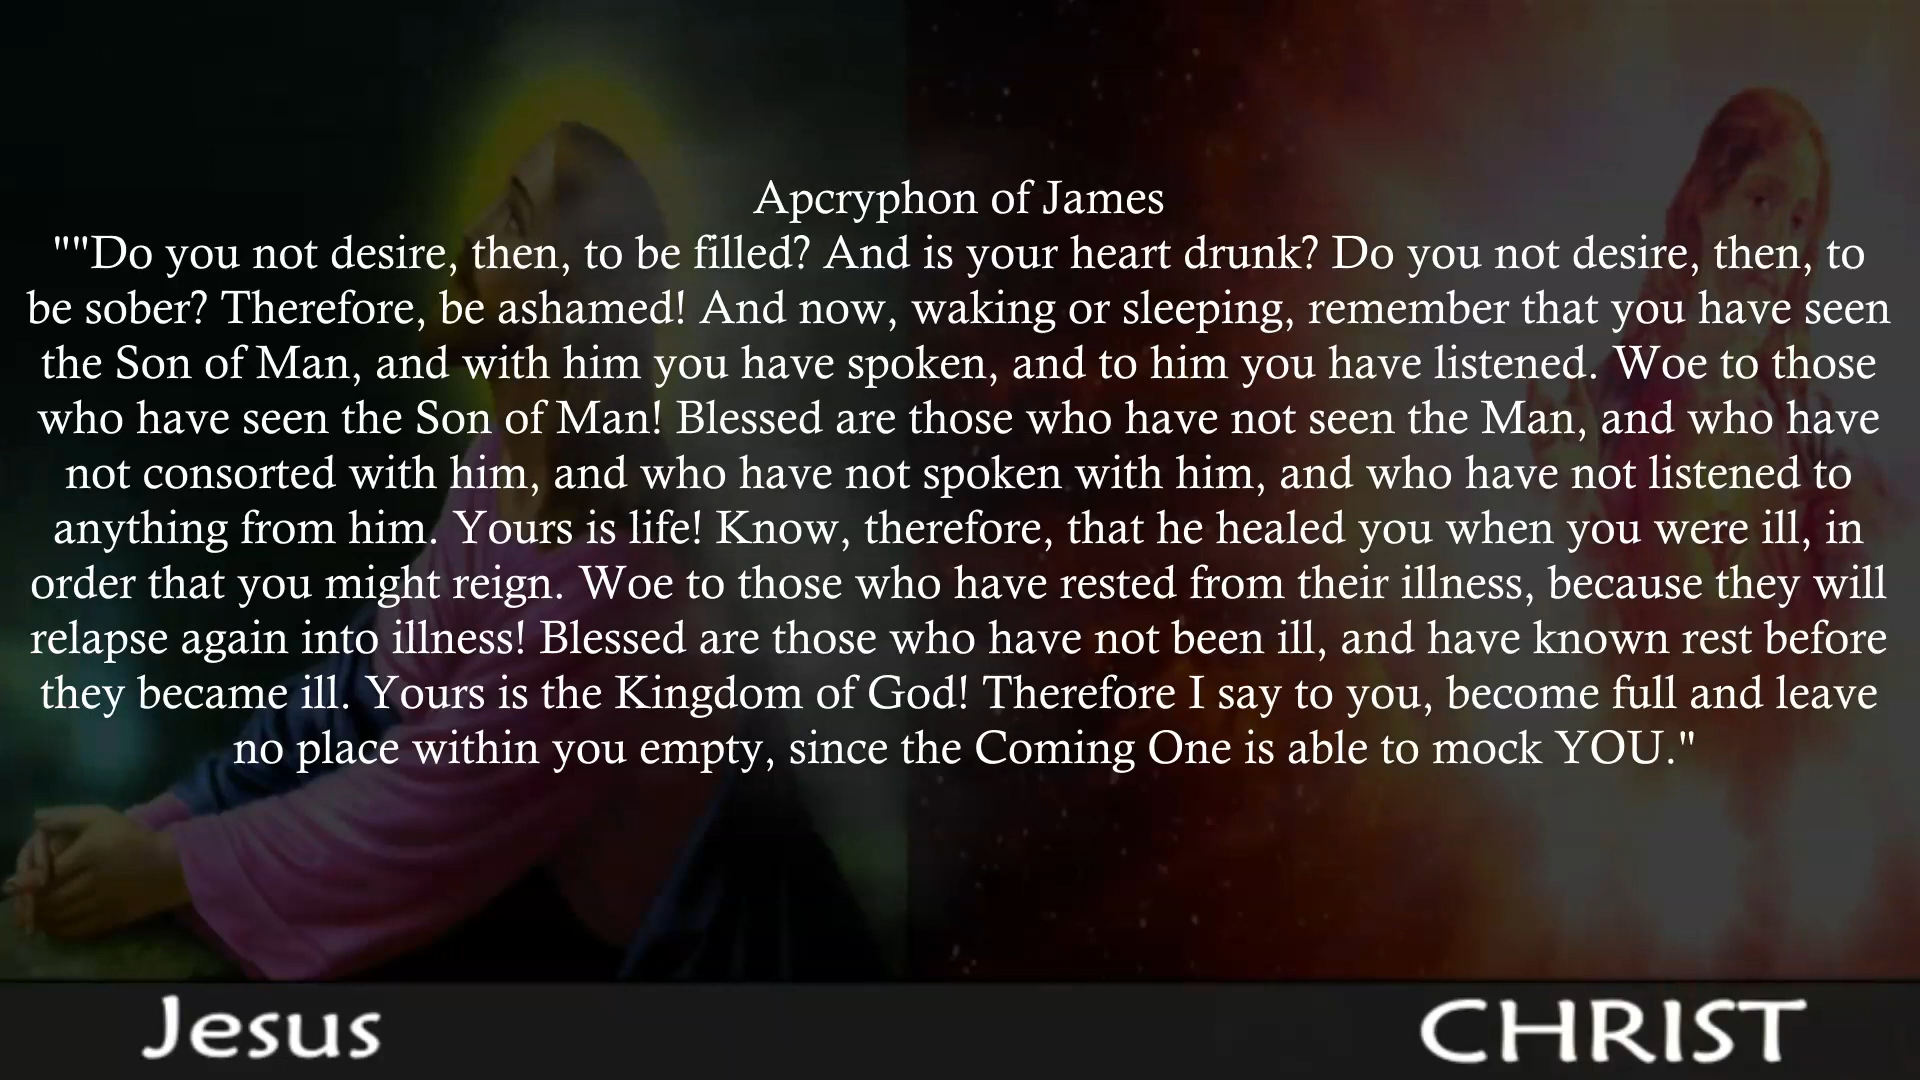 Apcryphon of James
""Do you not desire, then, to be filled? And is your heart drunk? Do you not desire, then, to
be sober? Therefore, be ashamed! And now, waking or sleeping, remember that you have seen
the Son of Man, and with him you have spoken, and to him you have listened. Woe to those
who have seen the Son of Man! Blessed are those who have not seen the Man, and who have
not consorted with him, and who have not spoken with him, and who have not listened to
anything from him. Yours is life! Know, therefore, that he healed you when you were ill, in
order that you might reign. Woe to those who have rested from their illness, because they will
relapse again into illness! Blessed are those who have not been ill, and have known rest before
they became ill. Yours is the Kingdom of God! Therefore I say to you, become full and leave
no place within you empty, since the Coming One is able to mock YOU."
Jesus
CHRIST